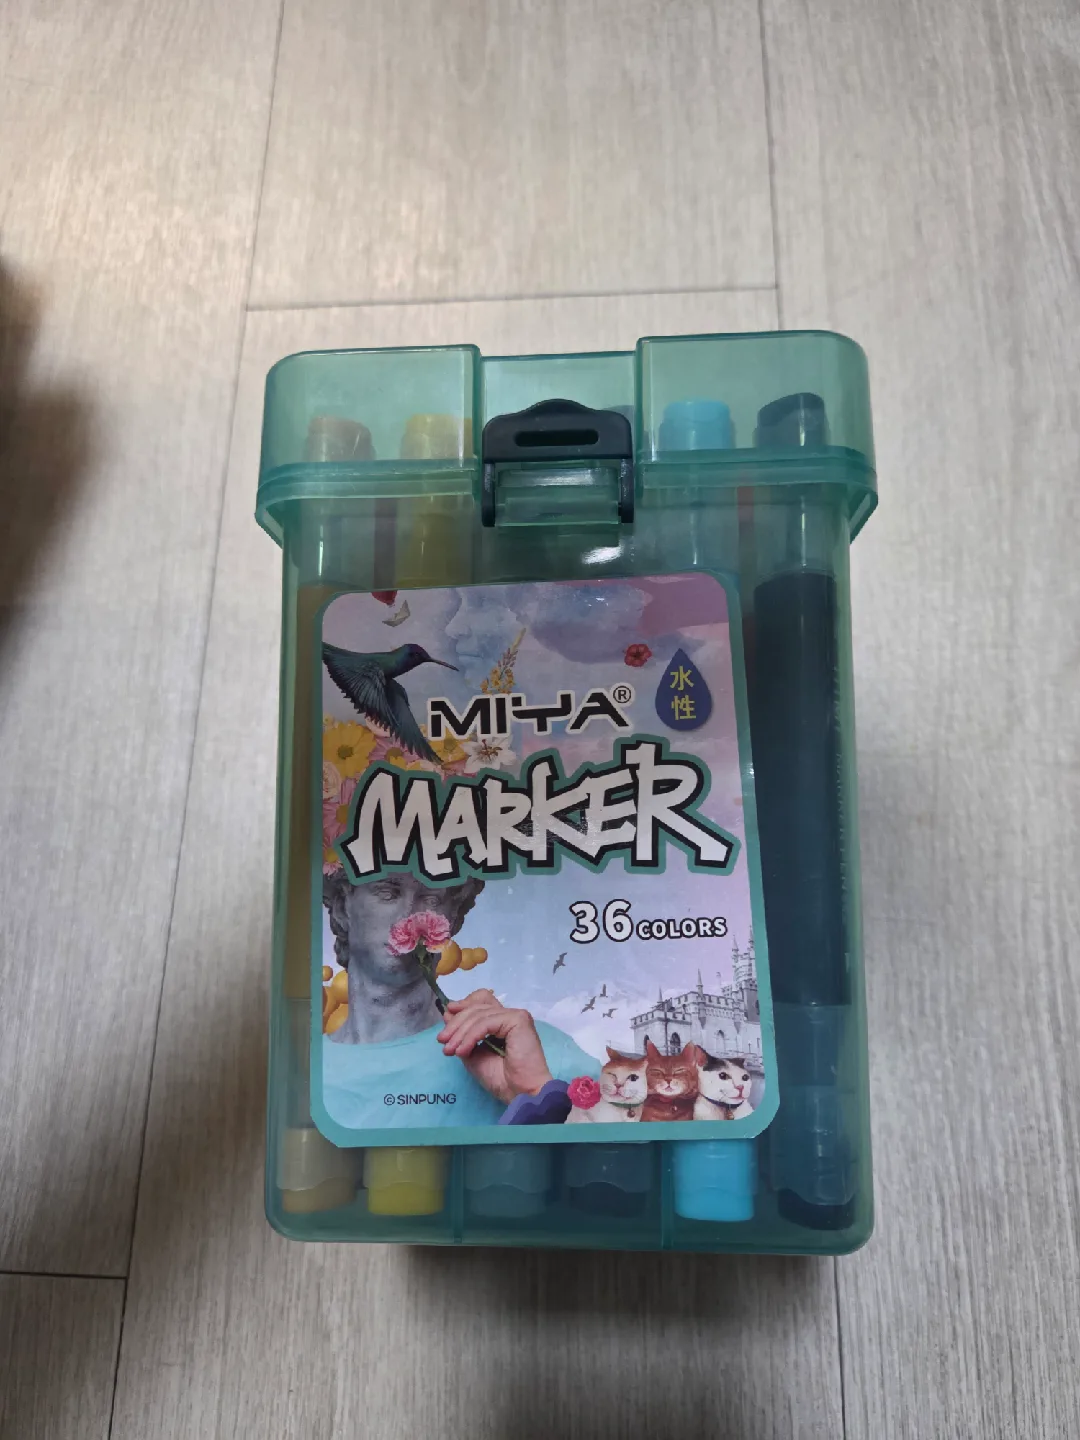 MIYA®
水性
MARKER
36 COLORS
©SINPUNG